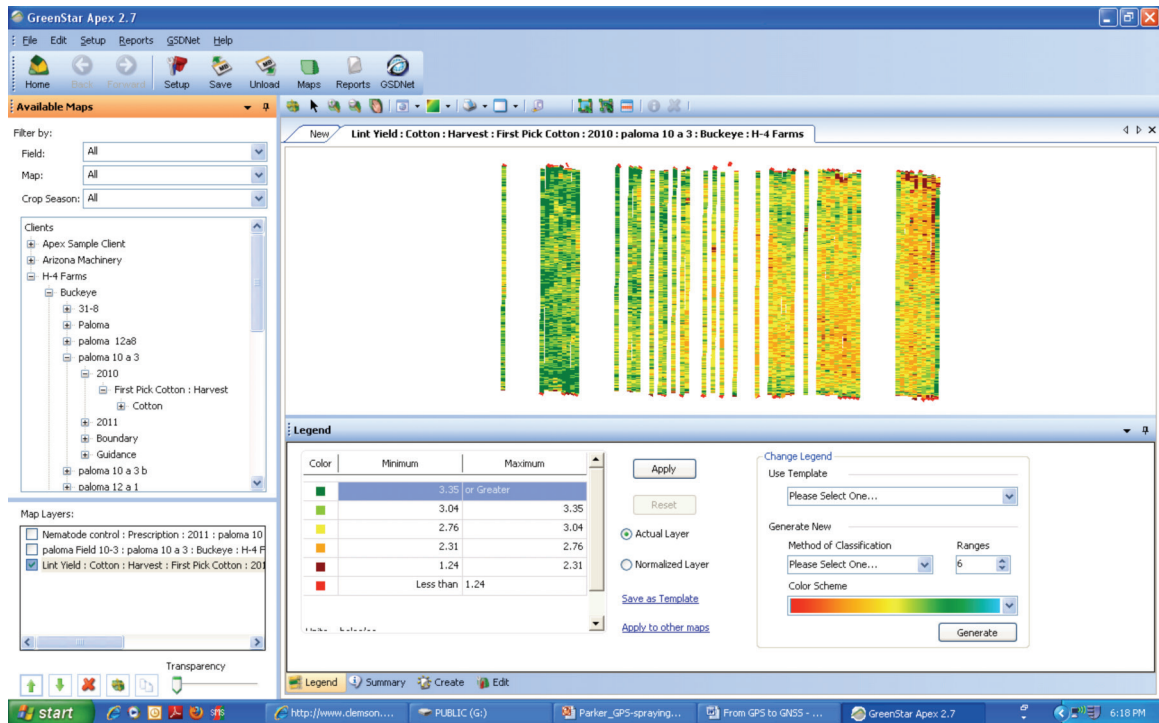 GreenStar Apex 2.7
File Edit Setup Reports GSDNet Help
Home Back Forward Setup Save Unload Maps Reports GSDNet
Available Maps
Filter by:
Field: All
Map: All
Crop Season: All
Clients
Apex Sample Client
Arizona Machinery
H-4 Farms
Buckeye
31-8
Paloma
paloma 12a8
paloma 10 a 3
2010
First Pick Cotton : Harvest
Cotton
2011
Boundary
Guidance
paloma 10 a 3 b
paloma 12 a 1
Map Layers:
Nematode control : Prescription : 2011 : paloma 10
paloma Field 10-3 : paloma 10 a 3 : Buckeye : H-4 F
Lint Yield : Cotton : Harvest : First Pick Cotton : 201
Transparency
New
Lint Yield : Cotton : Harvest : First Pick Cotton : 2010 : paloma 10 a 3 : Buckeye : H-4 Farms
Legend
Color Minimum Maximum
3.35 or Greater
3.04 3.35
2.76 3.04
2.31 2.76
1.24 2.31
Less than 1.24
Apply
Reset
Actual Layer
Normalized Layer
Save as Template
Apply to other maps
Change Legend
Use Template
Please Select One...
Generate New
Method of Classification Ranges
Please Select One... 6
Color Scheme
Generate
Legend Summary Create Edit
start
http://www.clemson....
PUBLIC (G:)
Parker_GPS-spraying...
From GPS to GNSS - ...
GreenStar Apex 2.7
6:18 PM